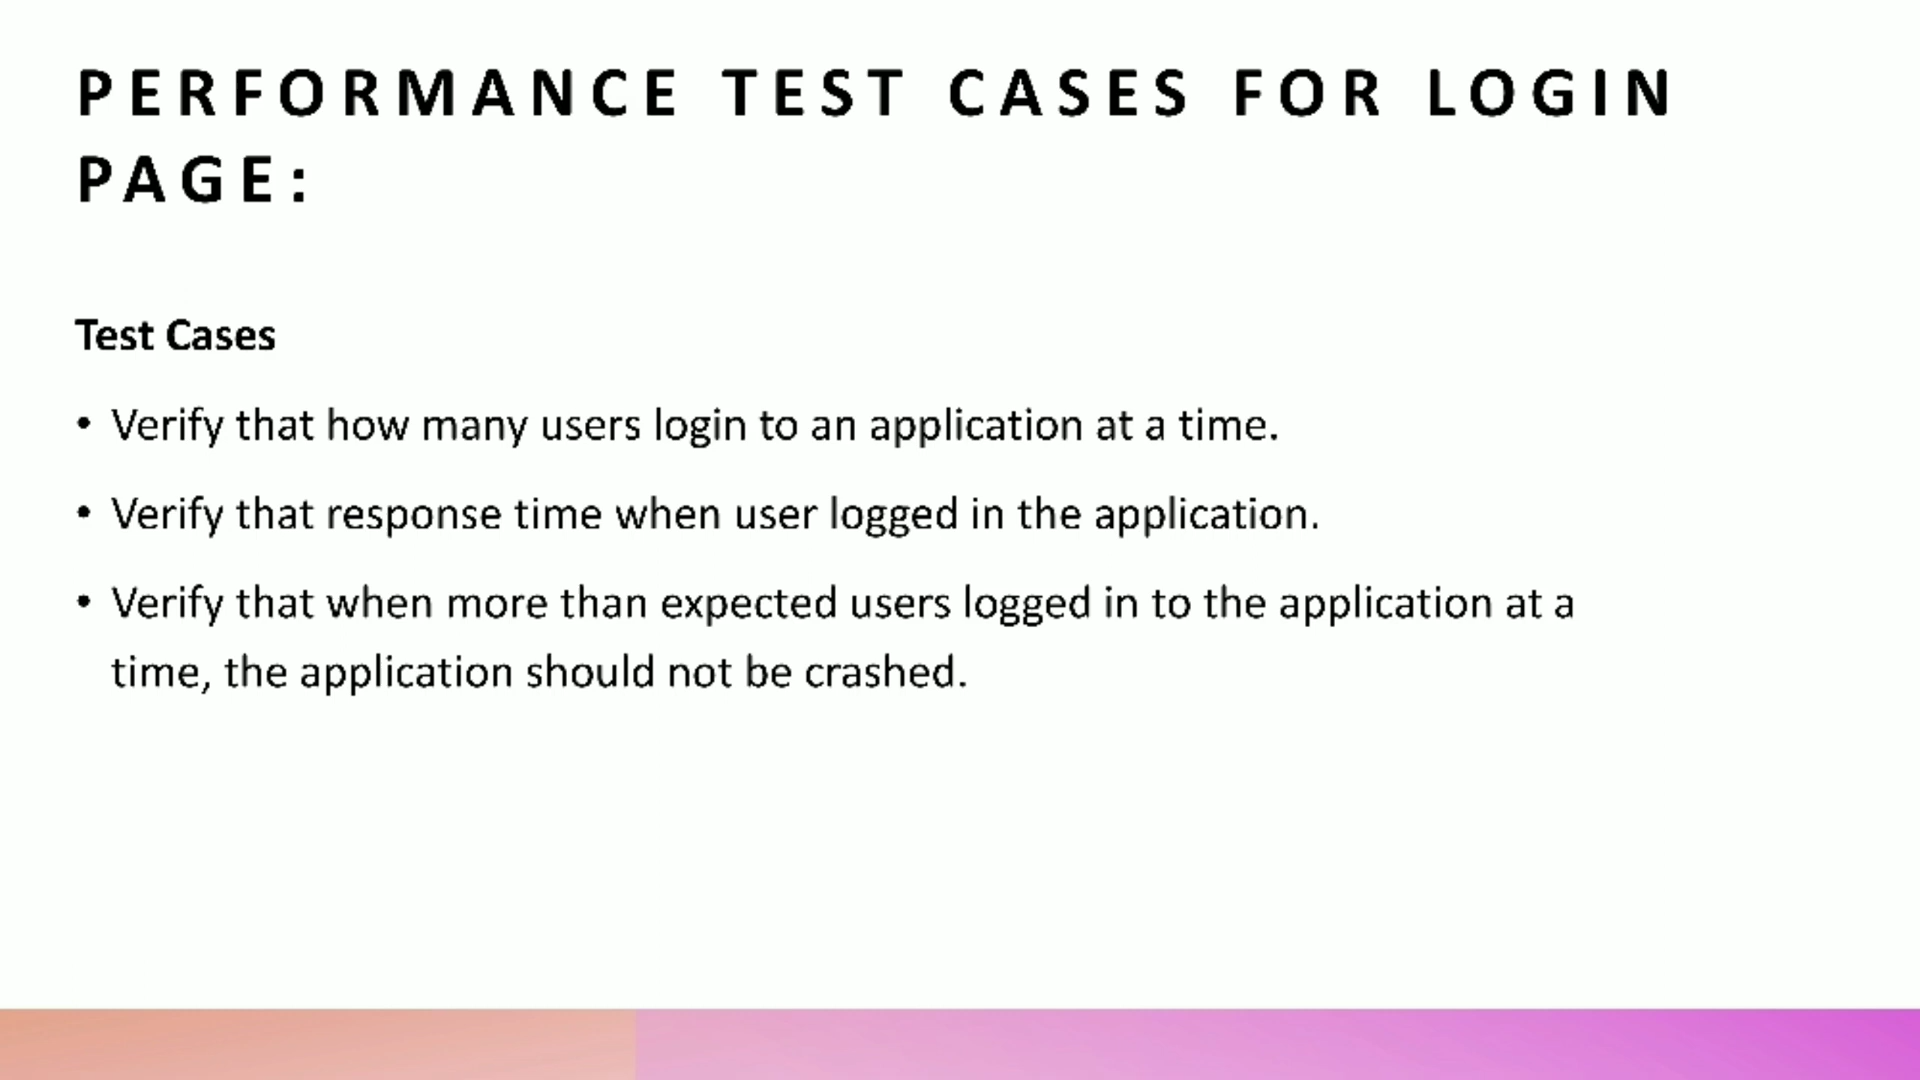 PERFORMANCE TEST CASES FOR LOGIN
PAGE:
Test Cases
• Verify that how many users login to an application at a time.
• Verify that response time when user logged in the application.
• Verify that when more than expected users logged in to the application at a
time, the application should not be crashed.